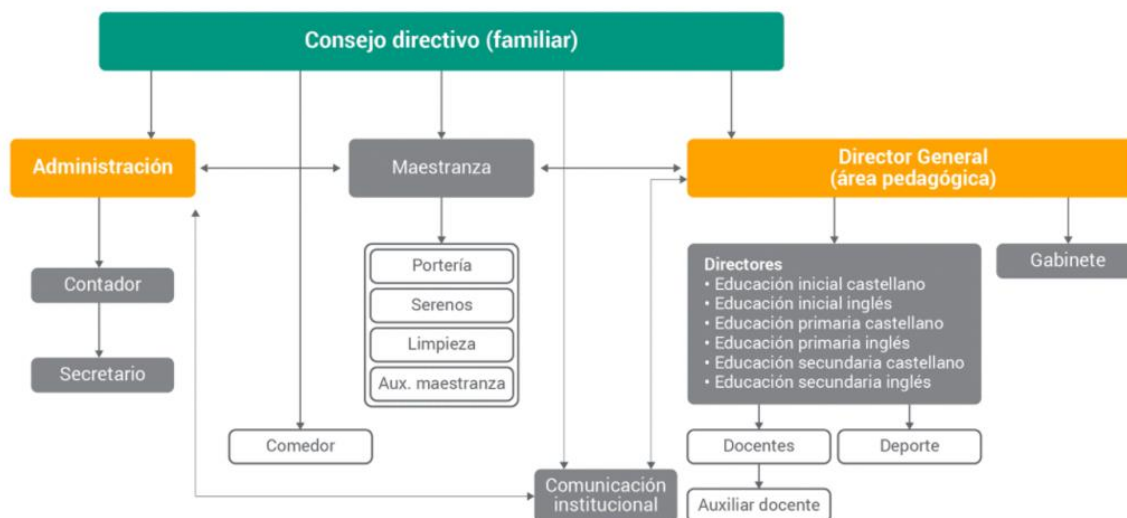 Consejo directivo (familiar)
Administración
Maestranza
Director General
(área pedagógica)
Contador
Secretario
Portería
Serenos
Limpieza
Aux. maestranza
Comedor
Comunicación
institucional
Directores
• Educación inicial castellano
• Educación inicial inglés
• Educación primaria castellano
• Educación primaria inglés
• Educación secundaria castellano
• Educación secundaria inglés
Gabinete
Docentes
Deporte
Auxiliar docente